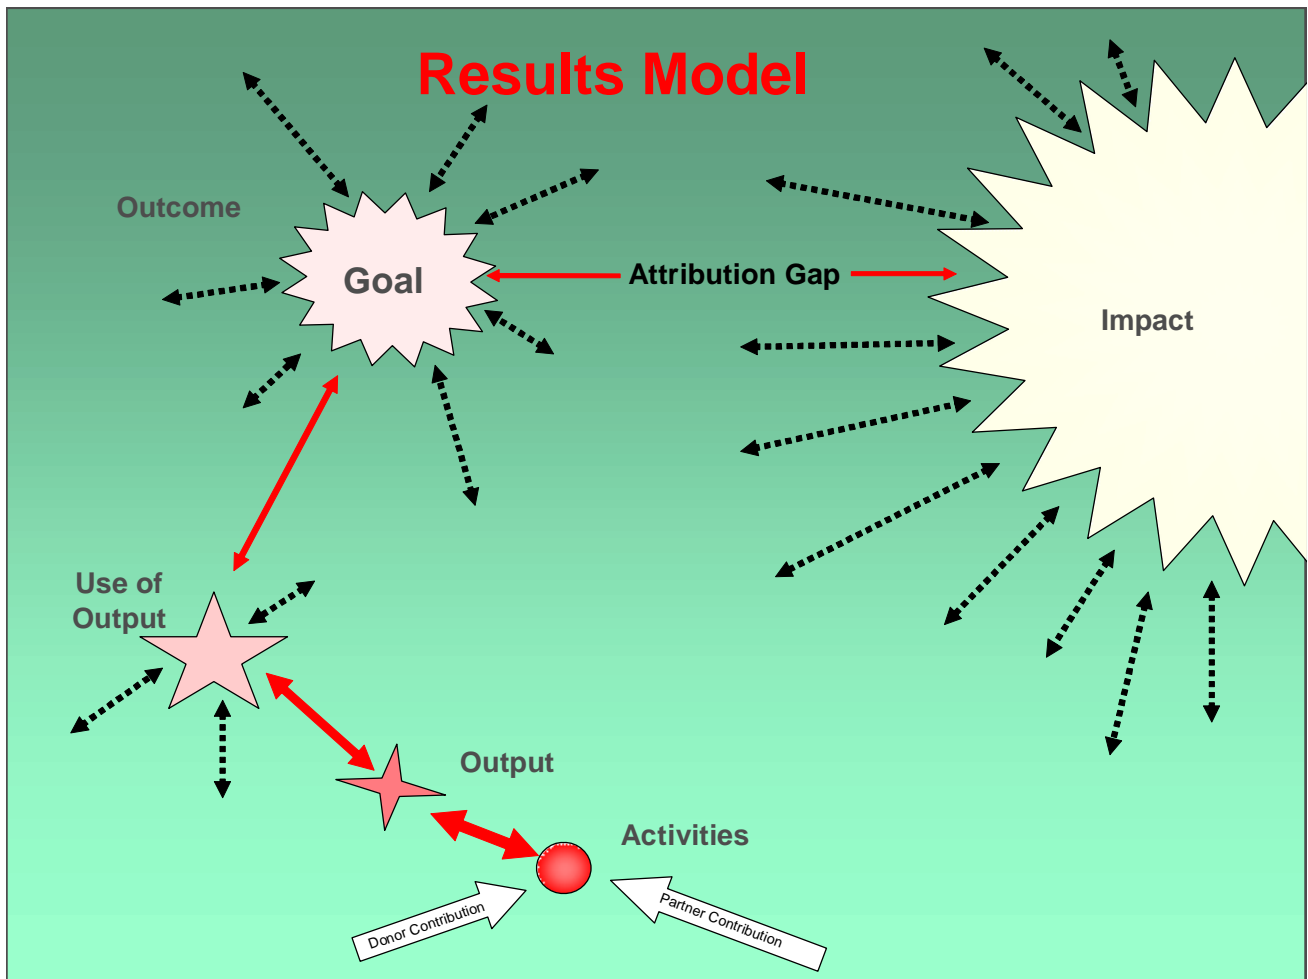 Results Model
Outcome
Goal
Attribution Gap
Impact
Use of
Output
Output
Activities
Donor Contribution
Partner Contribution